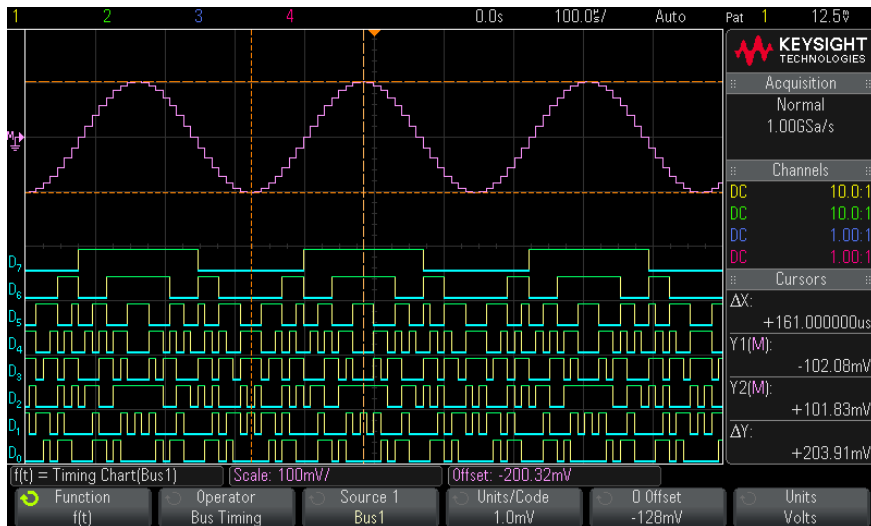 1 2 3 4 0.0s 100.0us/ Auto Pat 1 12.5V
KEYSIGHT
TECHNOLOGIES
Acquisition
Normal
1.00GSa/s
Channels
DC 10.0:1
DC 10.0:1
DC 1.00:1
DC 1.00:1
Cursors
ΔX:
+161.000000us
Y1(M):
-102.08mV
Y2(M):
+101.83mV
ΔY:
+203.91mV
M
D7
D6
D5
D4
D3
D2
D1
D0
f(t) = Timing Chart(Bus1) Scale: 100mV/ Offset: -200.32mV
Function Operator Source 1 Units/Code 0 Offset Units
f(t) Bus Timing Bus1 1.0mV -128mV Volts